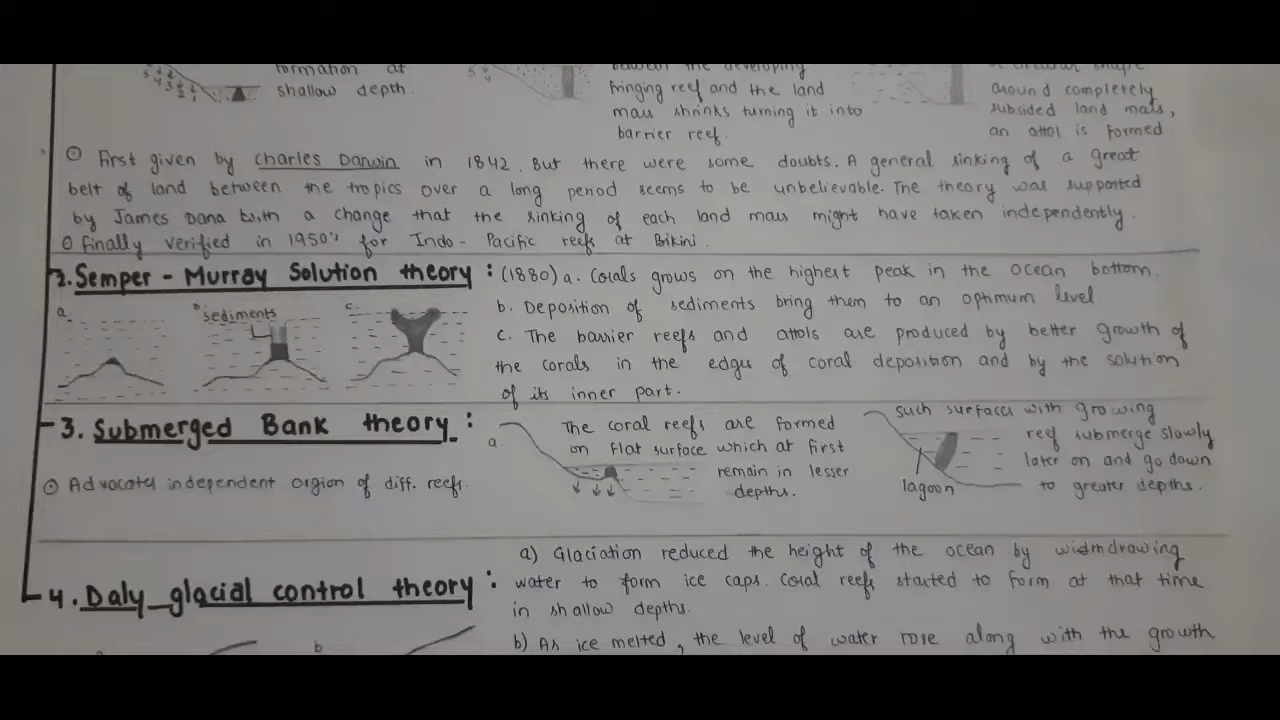 formation at
shallow depth.
between the developing
fringing reef and the land
mass shrinks turning it into
barrier reef.
shape
around completely
subsided land mass,
an attol is formed
First given by Charles Darwin in 1842. But there were some doubts. A general sinking of a great
belt of land between the tropics over a long period seems to be unbelievable. The theory was supported
by James Dana with a change that the sinking of each land mass might have taken independently.
Finally verified in 1950's for Indo - Pacific reefs at Bikini.
2. Semper - Murray Solution theory : (1880) a. Corals grows on the highest peak in the ocean bottom.
b. Deposition of sediments bring them to an optimum level.
c. The barrier reefs and attols are produced by better growth of
the corals in the edges of coral deposition and by the solution
of its inner part.
a.
b sediments
c.
3. Submerged Bank theory :
Advocates independent orgion of diff. reefs.
a.
The coral reefs are formed
on flat surface which at first
remain in lesser
depths.
such surfaces with growing
reef submerge slowly
later on and go down
to greater depths.
lagoon
4. Daly glacial control theory :
a) Glaciation reduced the height of the ocean by widmdrawing
water to form ice caps. Coral reefs started to form at that time
in shallow depths.
b) As ice melted, the level of water rose along with the growth
a
b